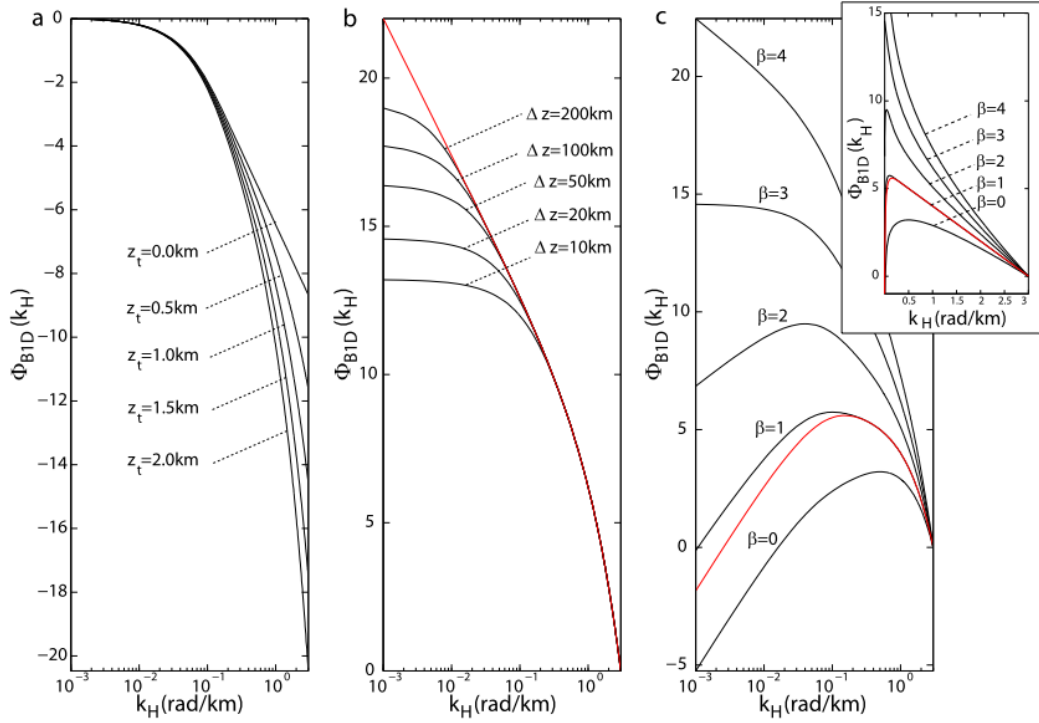 a
0
−2
−4
−6
−8
−10
−12
−14
−16
−18
−20
Φ_B1D (k_H)
z_t=0.0km
z_t=0.5km
z_t=1.0km
z_t=1.5km
z_t=2.0km
10^−3 10^−2 10^−1 10^0
k_H(rad/km)
b
20
15
10
5
0
Φ_B1D (k_H)
Δ z=200km
Δ z=100km
Δ z=50km
Δ z=20km
Δ z=10km
10^−3 10^−2 10^−1 10^0
k_H(rad/km)
c
20
15
10
5
0
−5
Φ_B1D (k_H)
β=4
β=3
β=2
β=1
β=0
10^−3 10^−2 10^−1 10^0
k_H(rad/km)
15
10
5
0
Φ_B1D (k_H)
β=4
β=3
β=2
β=1
β=0
0.5 1 1.5 2 2.5 3
k_H(rad/km)